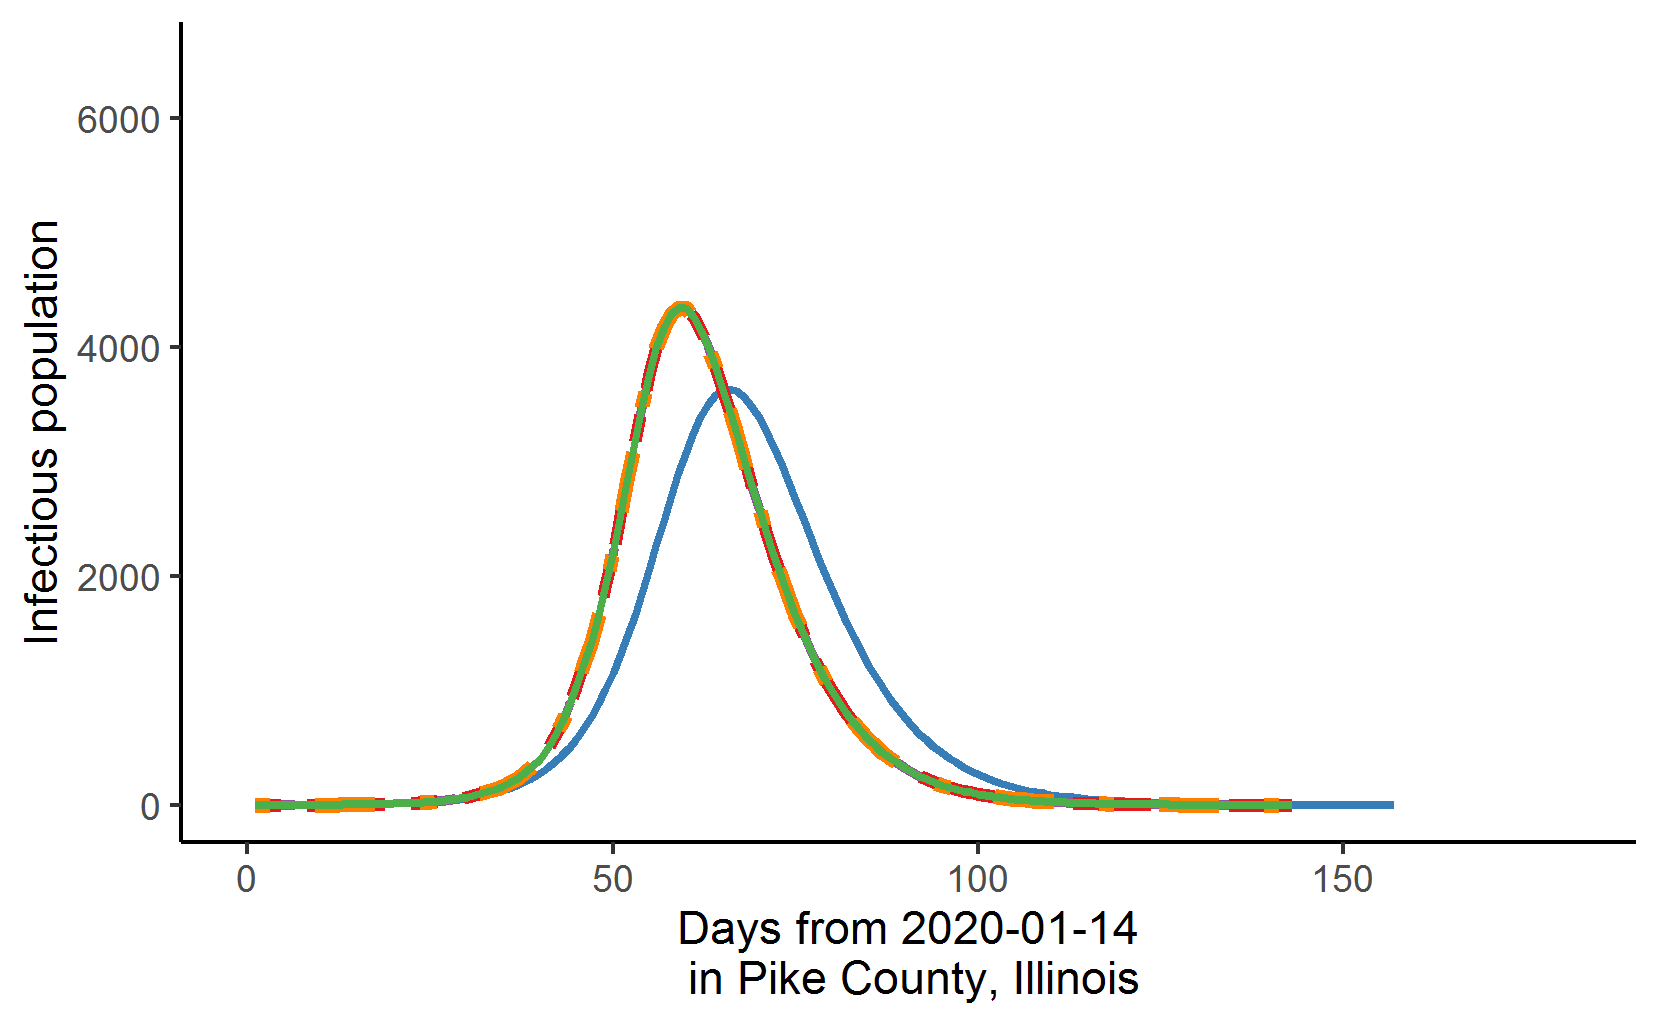 Infectious population
6000
4000
2000
0
0 50 100 150
Days from 2020-01-14
in Pike County, Illinois